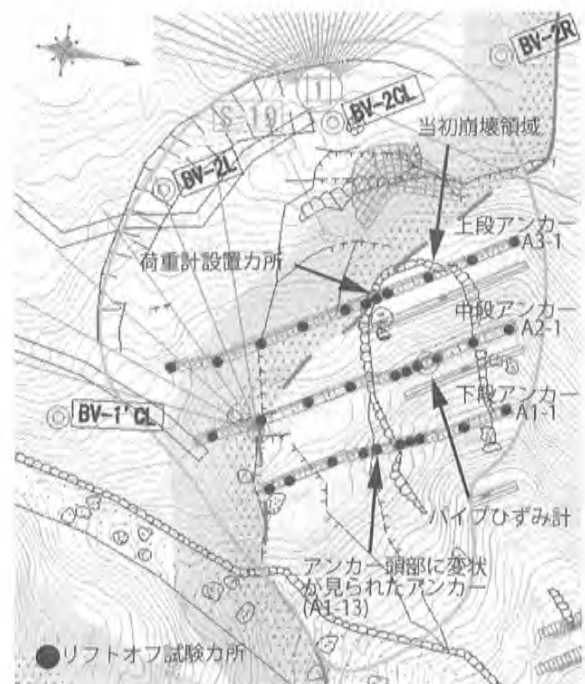 BV-2R
1
BV-2CL
S-19
BV-2L
当初崩壊領域
上段アンカー
A3-1
荷重計設置カ所
中段アンカー
A2-1
下段アンカー
A1-1
BV-1'CL
パイプひずみ計
アンカー頭部に変状
が見られたアンカー
(A1-13)
●リフトオフ試験カ所